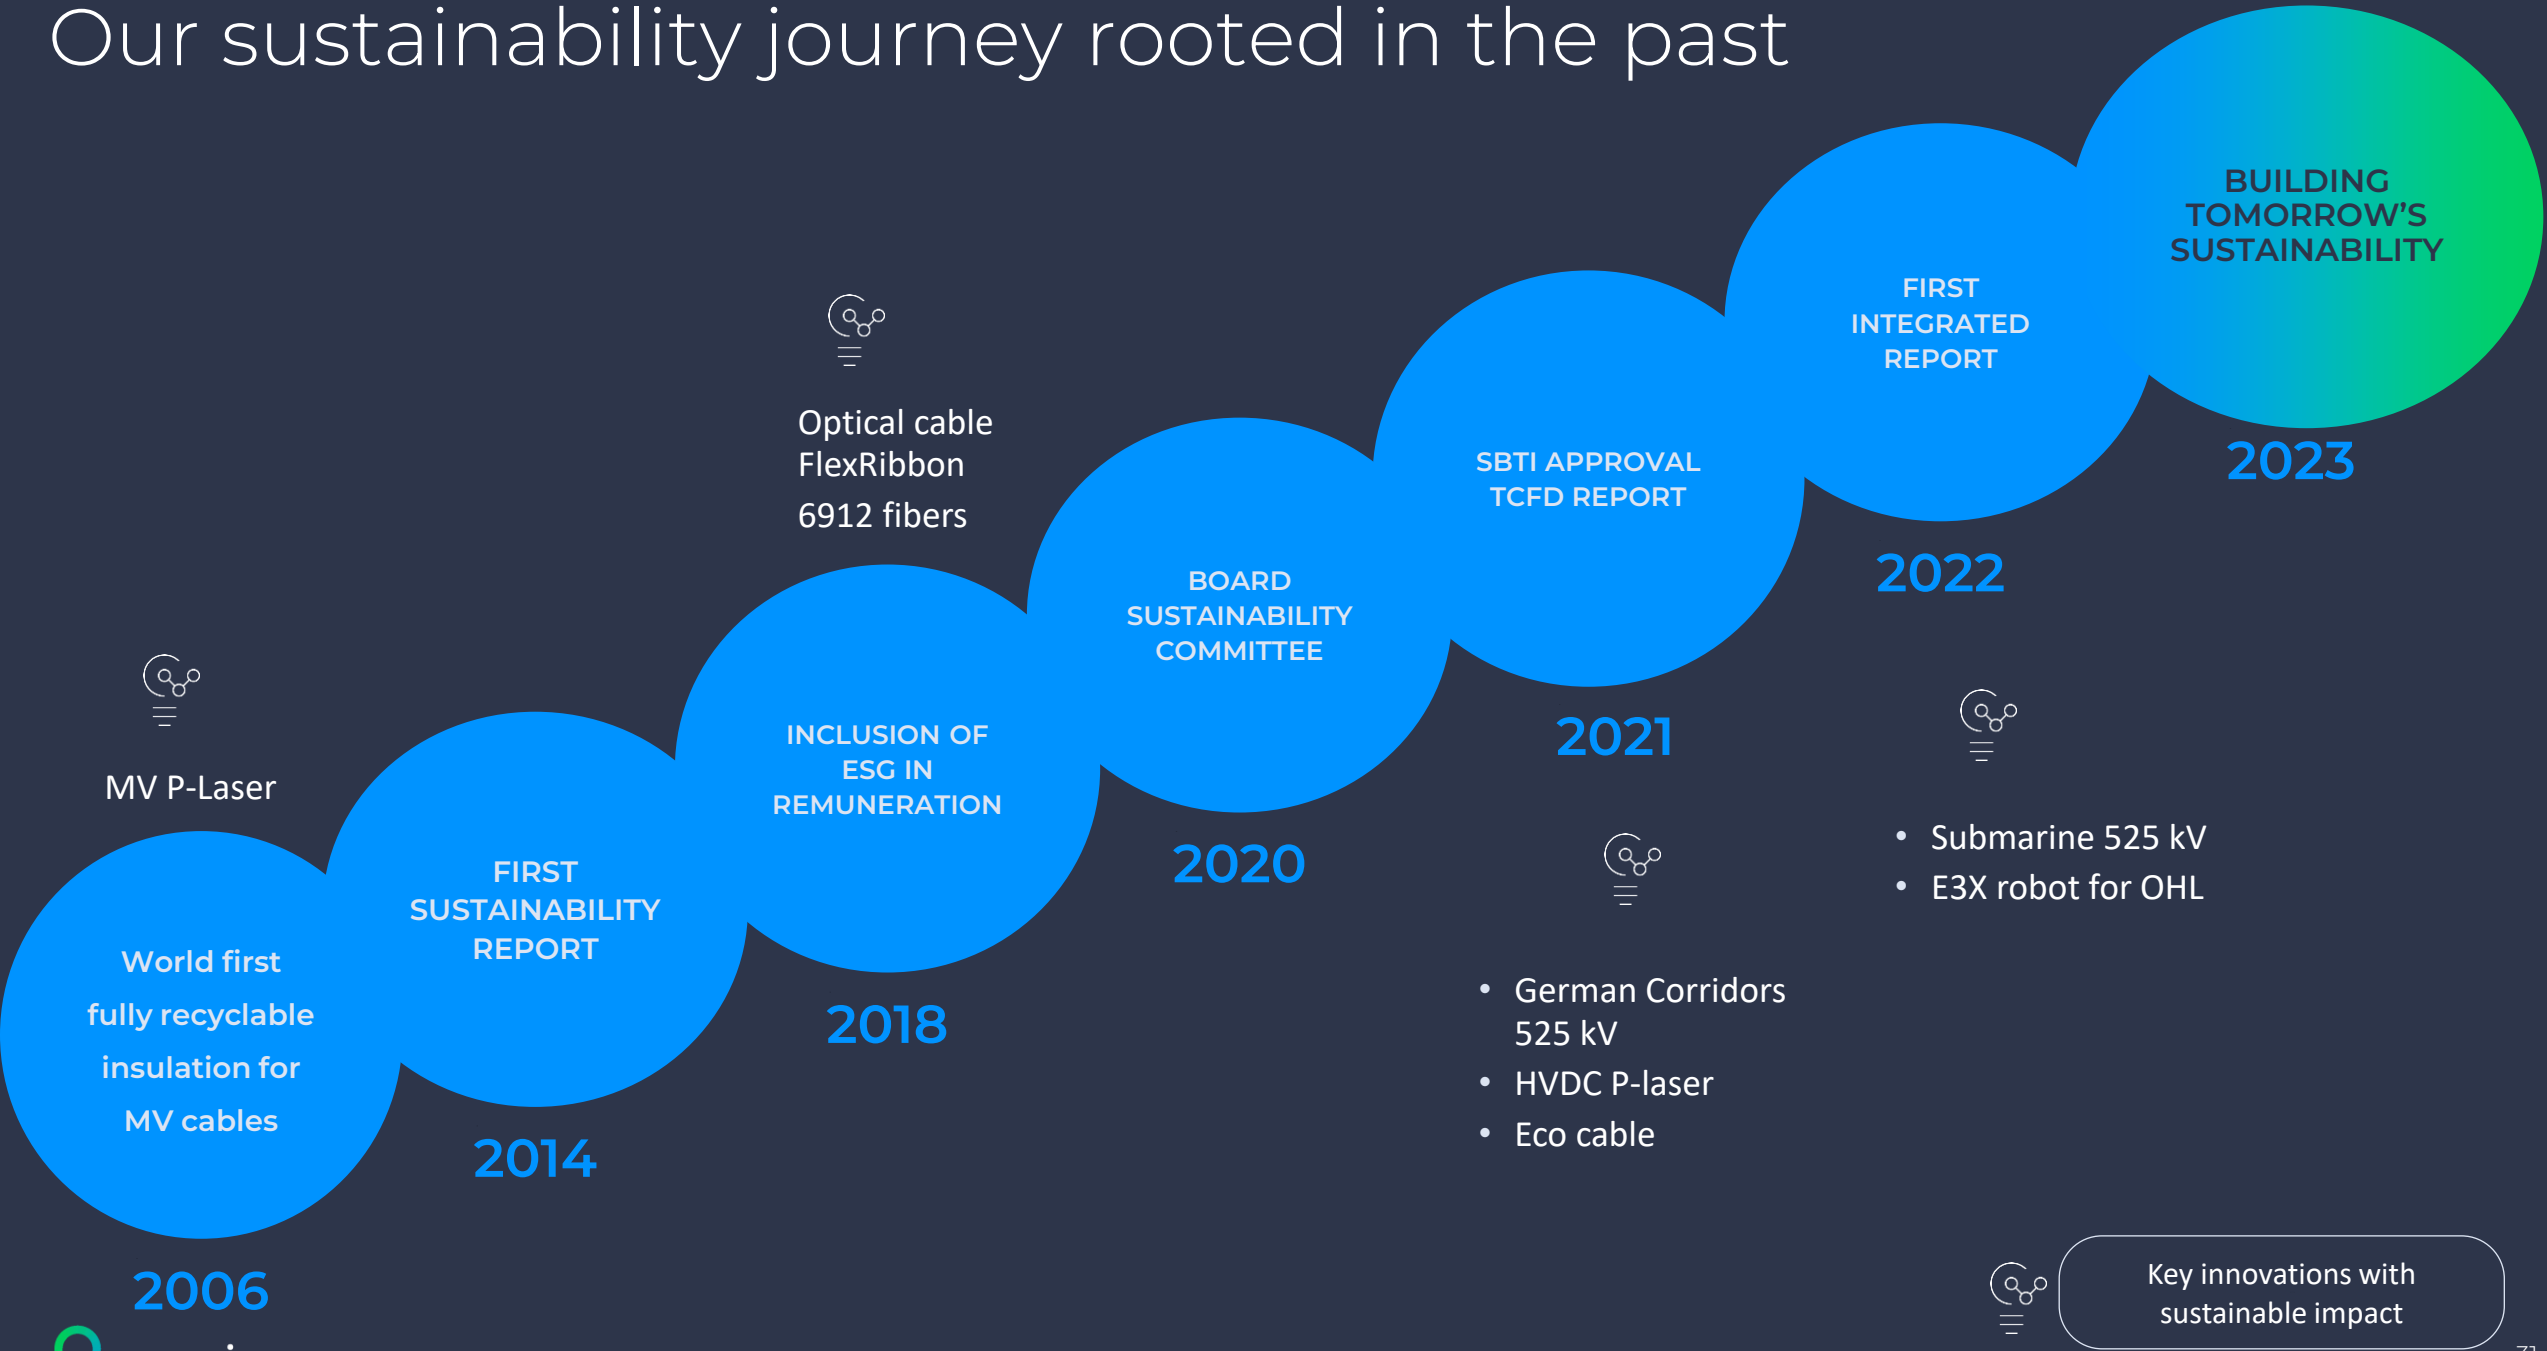 Our sustainability journey rooted in the past
BUILDING
TOMORROW'S
SUSTAINABILITY
2023
FIRST
INTEGRATED
REPORT
2022
SBTI APPROVAL
TCFD REPORT
2021
BOARD
SUSTAINABILITY
COMMITTEE
2020
Optical cable
FlexRibbon
6912 fibers
INCLUSION OF
ESG IN
REMUNERATION
2018
FIRST
SUSTAINABILITY
REPORT
2014
MV P-Laser
World first
fully recyclable
insulation for
MV cables
2006
• German Corridors
525 kV
• HVDC P-laser
• Eco cable
• Submarine 525 kV
• E3X robot for OHL
Key innovations with
sustainable impact